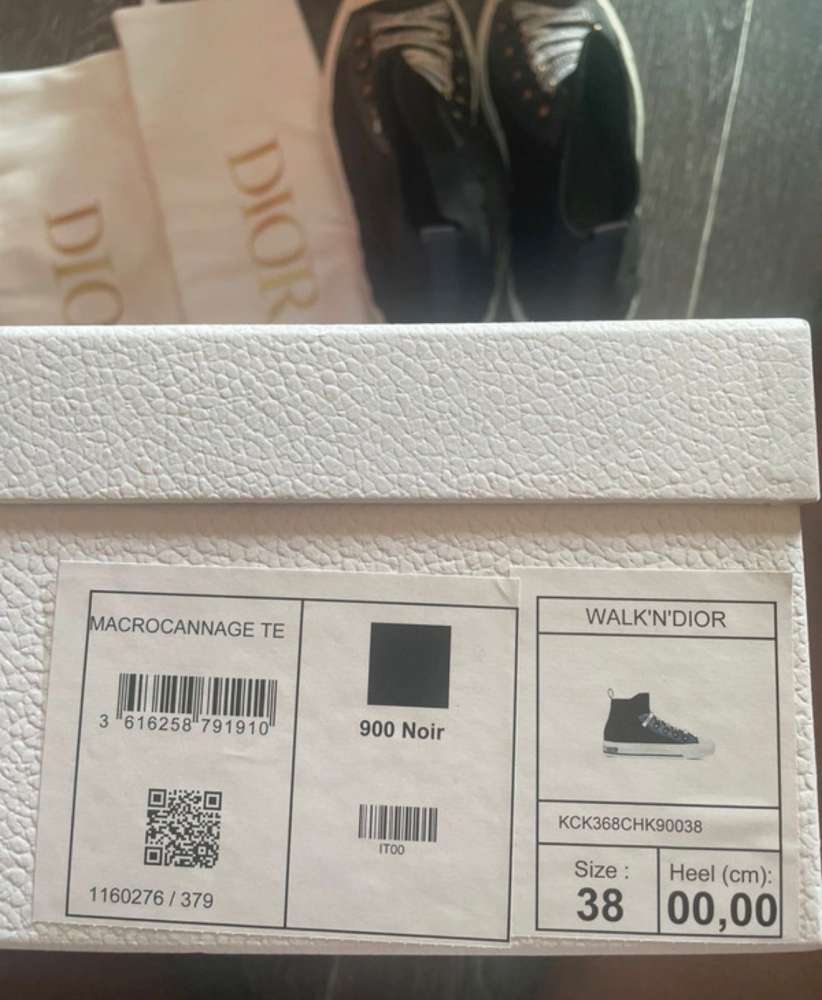 DIO
DIOR
MACROCANNAGE TE
3 616258 791910
1160276 / 379
900 Noir
IT00
WALK'N'DIOR
KCK368CHK90038
Size :
38
Heel (cm):
00,00